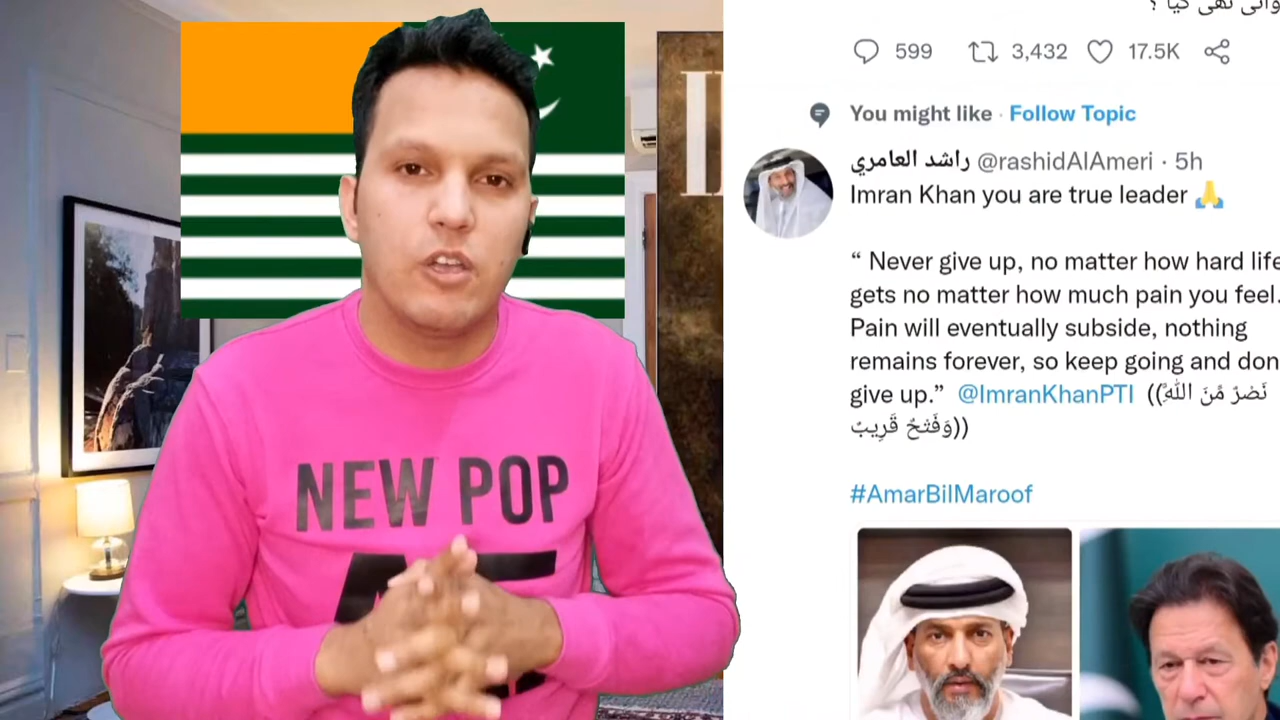 NEW POP
599 3,432 17.5K
You might like · Follow Topic
راشد العامري @rashidAlAmeri · 5h
Imran Khan you are true leader 🙏
“ Never give up, no matter how hard life
gets no matter how much pain you feel.
Pain will eventually subside, nothing
remains forever, so keep going and don
give up.” @ImranKhanPTI ((نَصْرٌ مِّنَ اللَّهِ
وَفَتْحٌ قَرِيبٌ))
#AmarBilMaroof